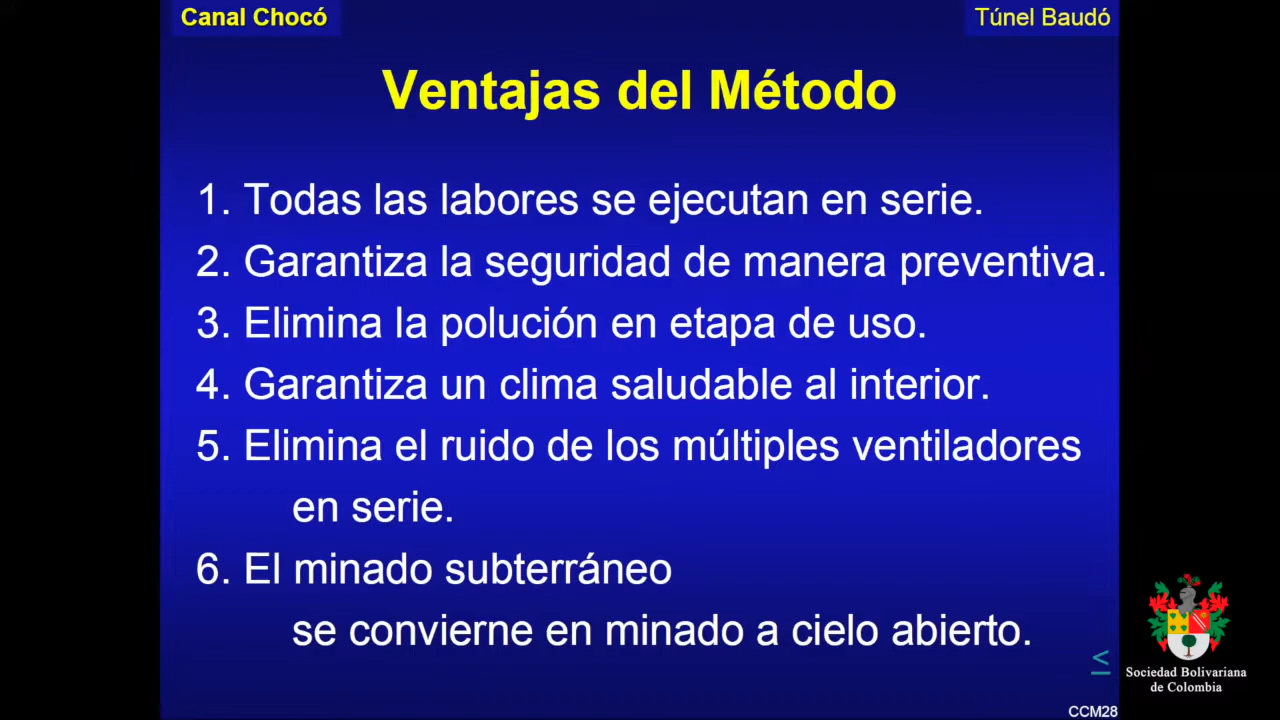 Canal Chocó
Túnel Baudó
Ventajas del Método
1. Todas las labores se ejecutan en serie.
2. Garantiza la seguridad de manera preventiva.
3. Elimina la polución en etapa de uso.
4. Garantiza un clima saludable al interior.
5. Elimina el ruido de los múltiples ventiladores
en serie.
6. El minado subterráneo
se convierne en minado a cielo abierto.
<
Sociedad Bolivariana
de Colombia
CCM28